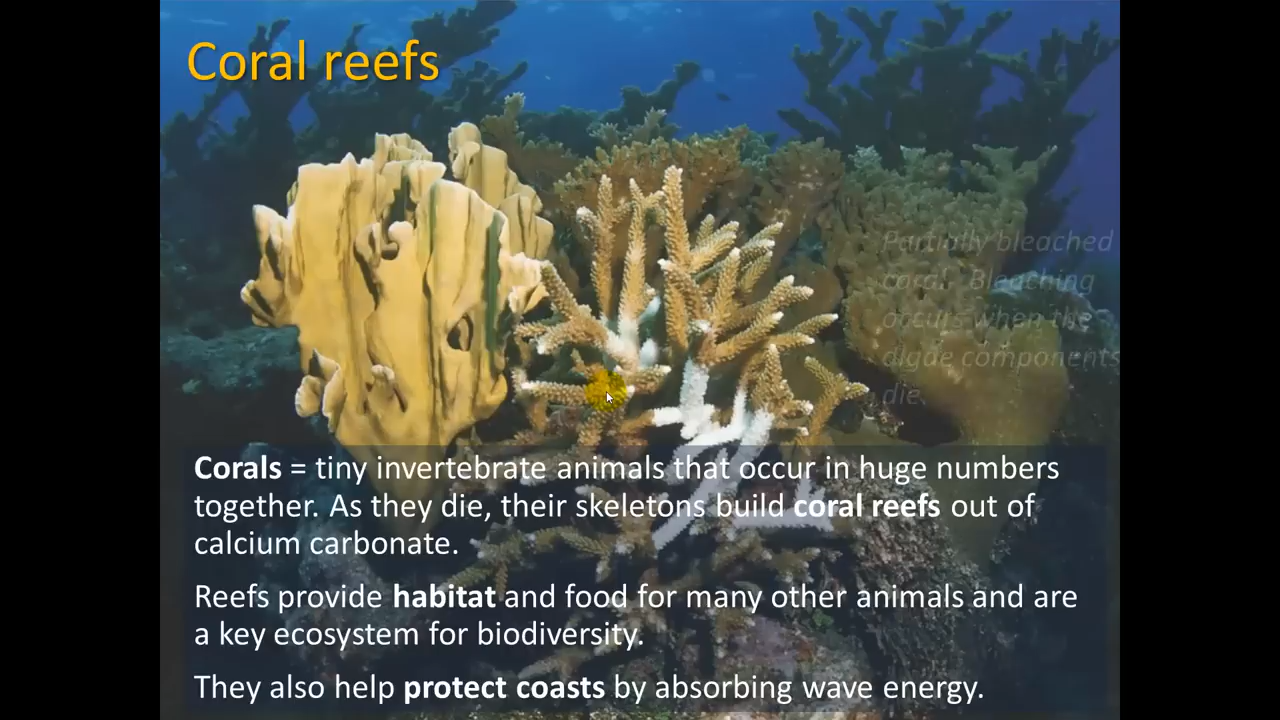 Coral reefs
Partially bleached
coral. Bleaching
occurs when the
algae components
die.
Corals = tiny invertebrate animals that occur in huge numbers
together. As they die, their skeletons build coral reefs out of
calcium carbonate.
Reefs provide habitat and food for many other animals and are
a key ecosystem for biodiversity.
They also help protect coasts by absorbing wave energy.